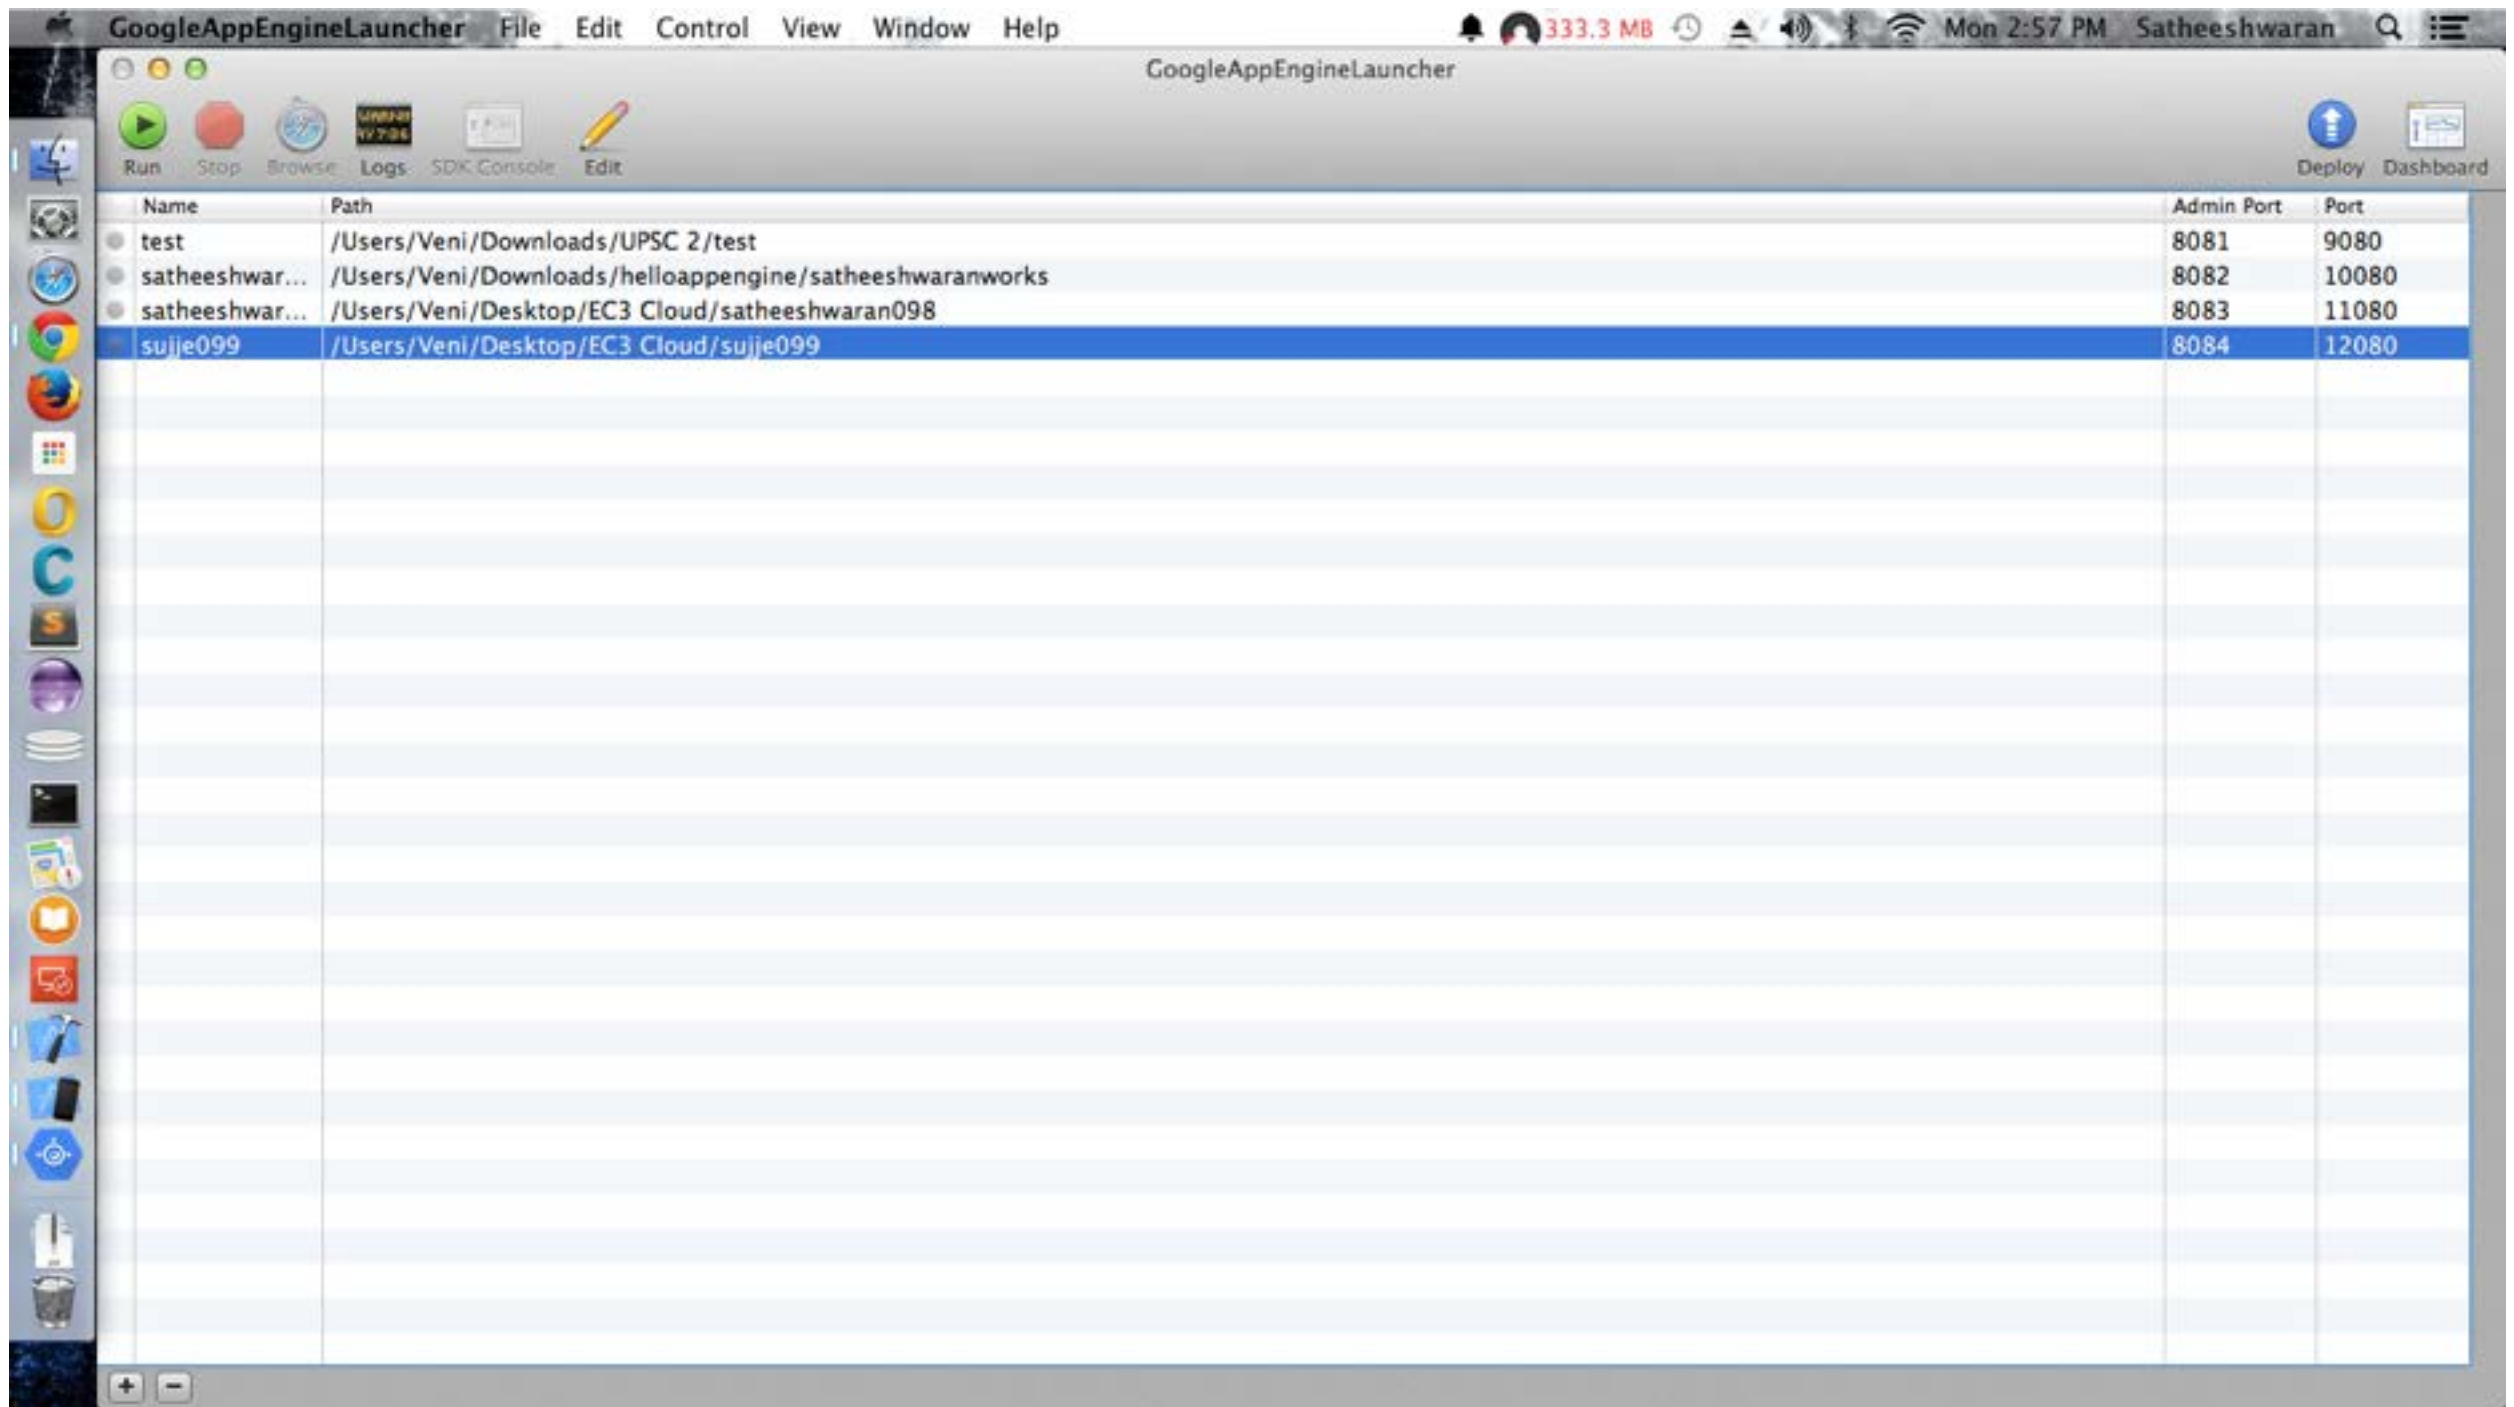 GoogleAppEngineLauncher File Edit Control View Window Help 333.3 MB Mon 2:57 PM Satheeshwaran
GoogleAppEngineLauncher
Run Stop Browse Logs SDK Console Edit Deploy Dashboard
Name Path Admin Port Port
test /Users/Veni/Downloads/UPSC 2/test 8081 9080
satheeshwar... /Users/Veni/Downloads/helloappengine/satheeshwaranworks 8082 10080
satheeshwar... /Users/Veni/Desktop/EC3 Cloud/satheeshwaran098 8083 11080
sujje099 /Users/Veni/Desktop/EC3 Cloud/sujje099 8084 12080